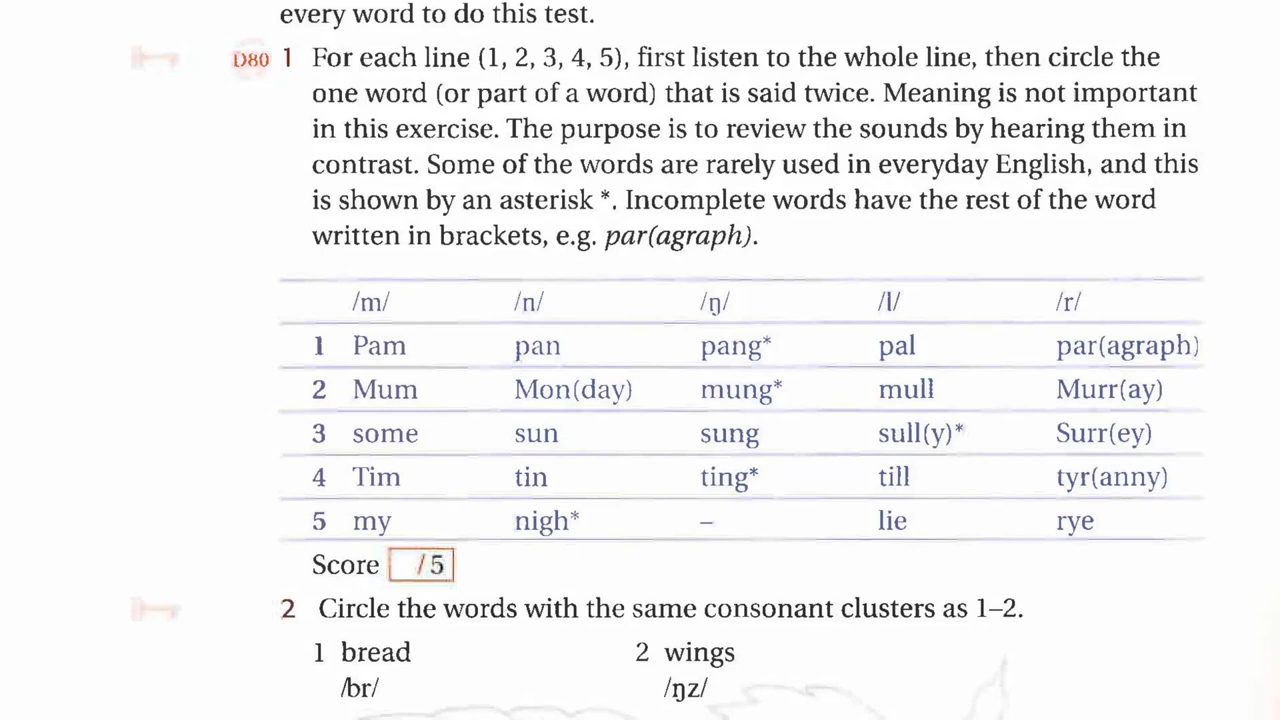 every word to do this test.
D80 1 For each line (1, 2, 3, 4, 5), first listen to the whole line, then circle the
one word (or part of a word) that is said twice. Meaning is not important
in this exercise. The purpose is to review the sounds by hearing them in
contrast. Some of the words are rarely used in everyday English, and this
is shown by an asterisk *. Incomplete words have the rest of the word
written in brackets, e.g. par(agraph).
/m/ /n/ /ŋ/ /l/ /r/
1 Pam pan pang* pal par(agraph)
2 Mum Mon(day) mung* mull Murr(ay)
3 some sun sung sull(y)* Surr(ey)
4 Tim tin ting* till tyr(anny)
5 my nigh* – lie rye
Score /5
2 Circle the words with the same consonant clusters as 1–2.
1 bread 2 wings
/br/ /ŋz/